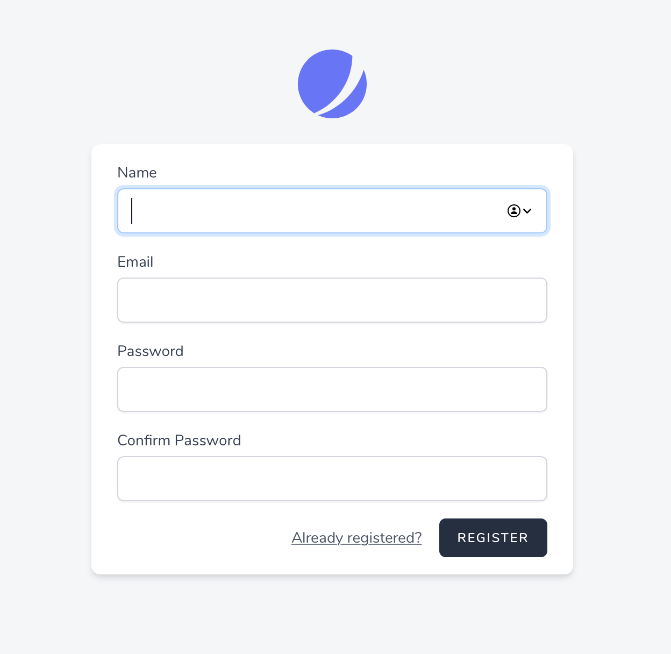 Name
Email
Password
Confirm Password
Already registered? REGISTER